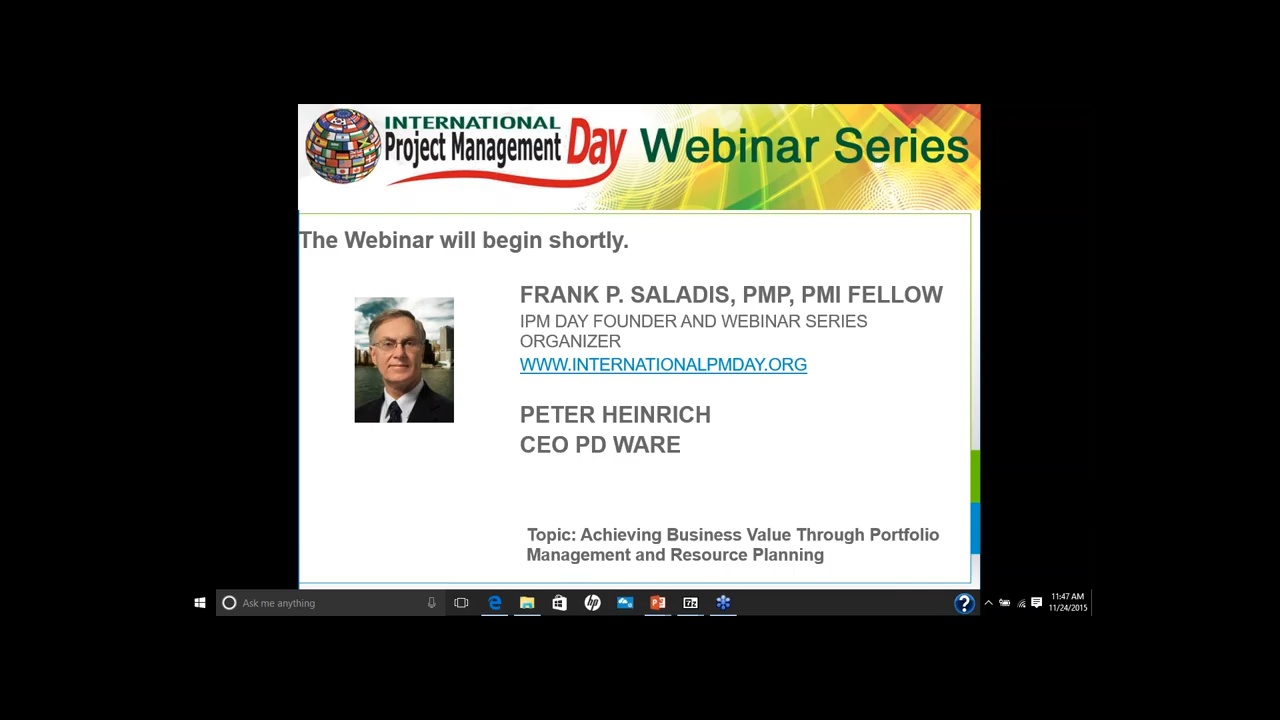 INTERNATIONAL
Project Management Day Webinar Series
The Webinar will begin shortly.
FRANK P. SALADIS, PMP, PMI FELLOW
IPM DAY FOUNDER AND WEBINAR SERIES
ORGANIZER
WWW.INTERNATIONALPMDAY.ORG
PETER HEINRICH
CEO PD WARE
Topic: Achieving Business Value Through Portfolio
Management and Resource Planning
Ask me anything
hp
?
11:47 AM
11/24/2015